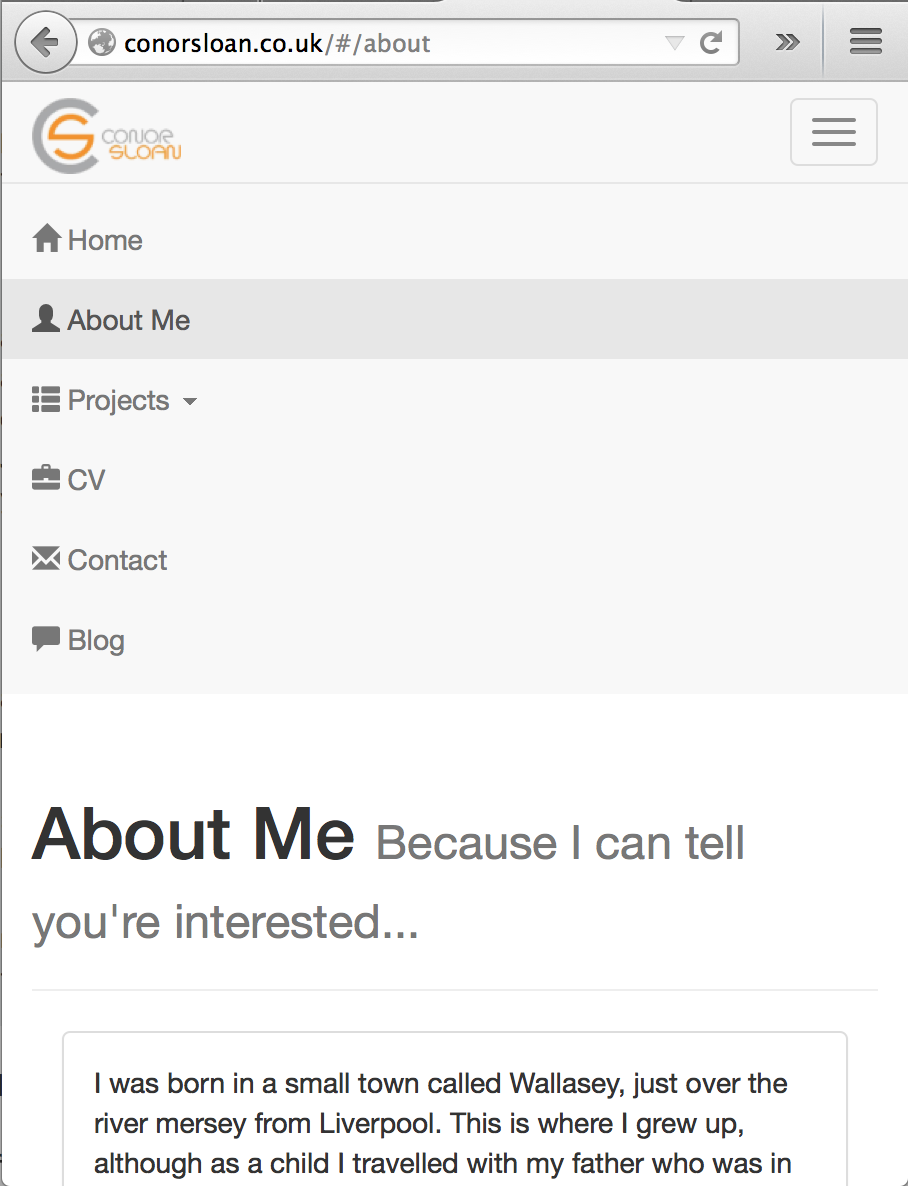 conorsloan.co.uk/#/about
CONOR
SLOAN
Home
About Me
Projects
CV
Contact
Blog
About Me Because I can tell
you're interested...
I was born in a small town called Wallasey, just over the
river mersey from Liverpool. This is where I grew up,
although as a child I travelled with my father who was in